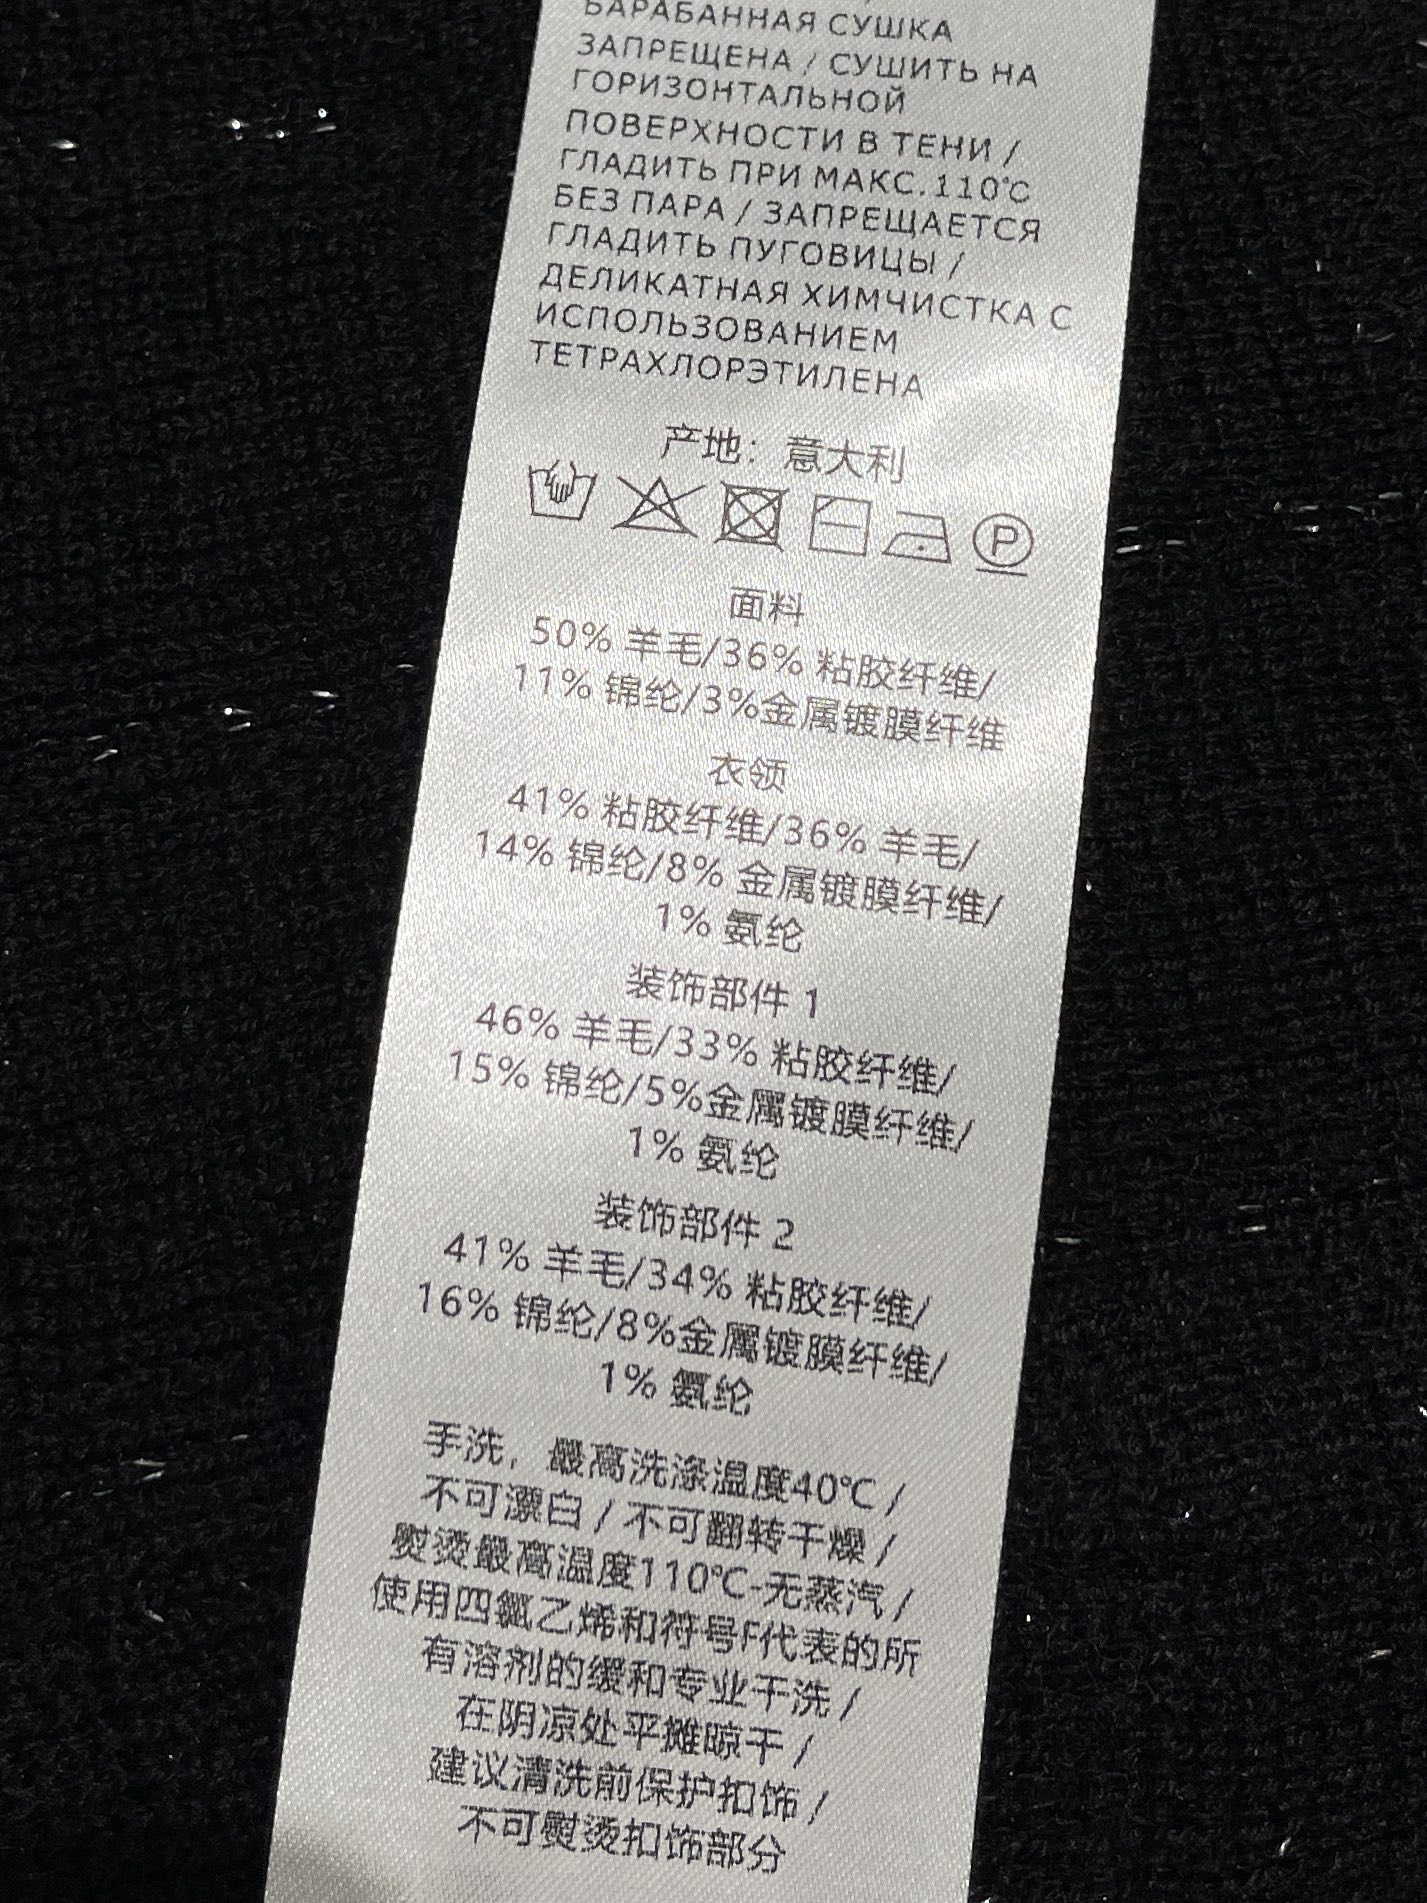 БАРАБАННАЯ СУШКА
ЗАПРЕЩЕНА / СУШИТЬ НА
ГОРИЗОНТАЛЬНОЙ
ПОВЕРХНОСТИ В ТЕНИ /
ГЛАДИТЬ ПРИ МАКС.110℃
БЕЗ ПАРА / ЗАПРЕЩАЕТСЯ
ГЛАДИТЬ ПУГОВИЦЫ /
ДЕЛИКАТНАЯ ХИМЧИСТКА С
ИСПОЛЬЗОВАНИЕМ
ТЕТРАХЛОРЭТИЛЕНА
产地：意大利
P
面料
50% 羊毛/36% 粘胶纤维/
11% 锦纶/3%金属镀膜纤维
衣领
41% 粘胶纤维/36% 羊毛/
14% 锦纶/8% 金属镀膜纤维/
1% 氨纶
装饰部件 1
46% 羊毛/33% 粘胶纤维/
15% 锦纶/5%金属镀膜纤维/
1% 氨纶
装饰部件 2
41% 羊毛/34% 粘胶纤维/
16% 锦纶/8%金属镀膜纤维/
1% 氨纶
手洗，最高洗涤温度40℃ /
不可漂白 / 不可翻转干燥 /
熨烫最高温度110℃-无蒸汽 /
使用四氯乙烯和符号F代表的所
有溶剂的缓和专业干洗 /
在阴凉处平摊晾干 /
建议清洗前保护扣饰 /
不可熨烫扣饰部分